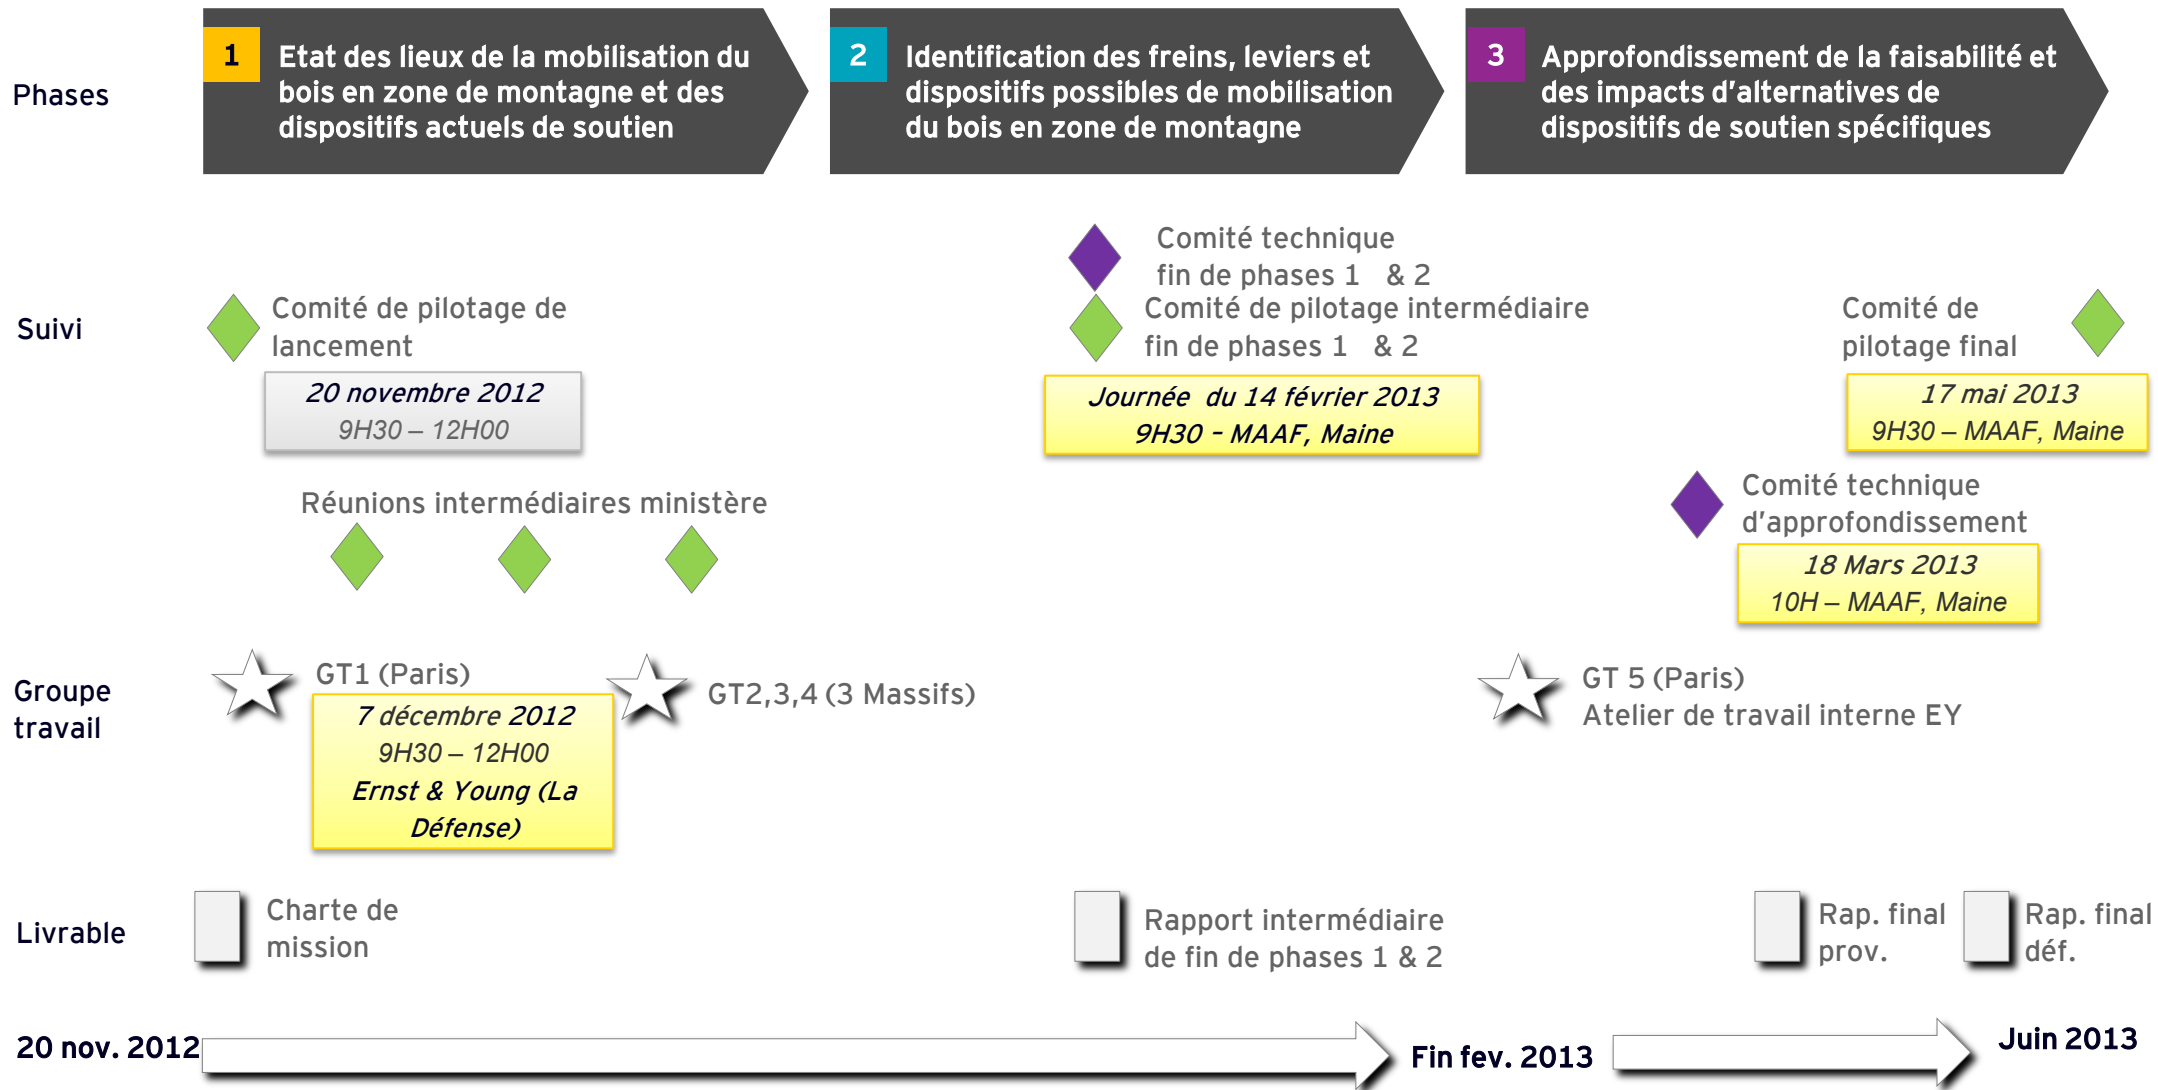 Phases
1
Etat des lieux de la mobilisation du
bois en zone de montagne et des
dispositifs actuels de soutien
2
Identification des freins, leviers et
dispositifs possibles de mobilisation
du bois en zone de montagne
3
Approfondissement de la faisabilité et
des impacts d'alternatives de
dispositifs de soutien spécifiques
Suivi
Comité de pilotage de
lancement
20 novembre 2012
9H30 – 12H00
Réunions intermédiaires ministère
Comité technique
fin de phases 1 & 2
Comité de pilotage intermédiaire
fin de phases 1 & 2
Journée du 14 février 2013
9H30 – MAAF, Maine
Comité de
pilotage final
17 mai 2013
9H30 – MAAF, Maine
Comité technique
d'approfondissement
18 Mars 2013
10H – MAAF, Maine
Groupe
travail
GT1 (Paris)
7 décembre 2012
9H30 – 12H00
Ernst & Young (La
Défense)
GT2,3,4 (3 Massifs)
GT 5 (Paris)
Atelier de travail interne EY
Livrable
Charte de
mission
Rapport intermédiaire
de fin de phases 1 & 2
Rap. final
prov.
Rap. final
déf.
20 nov. 2012
Fin fev. 2013
Juin 2013